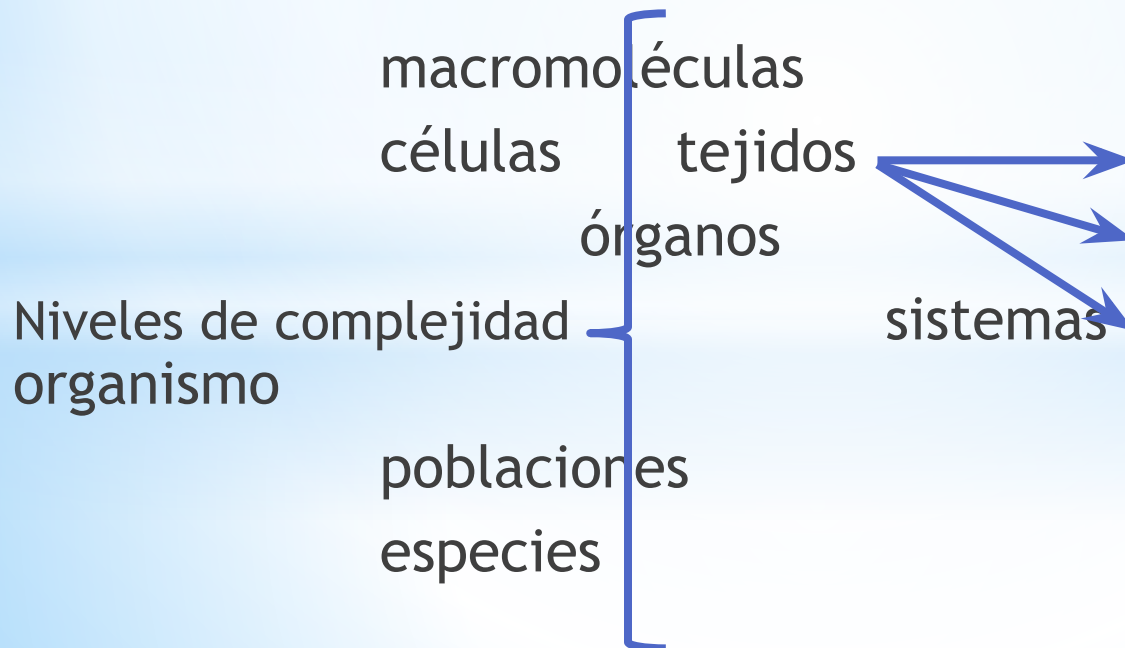 macromoléculas
células tejidos
órganos
Niveles de complejidad sistemas
organismo
poblaciones
especies